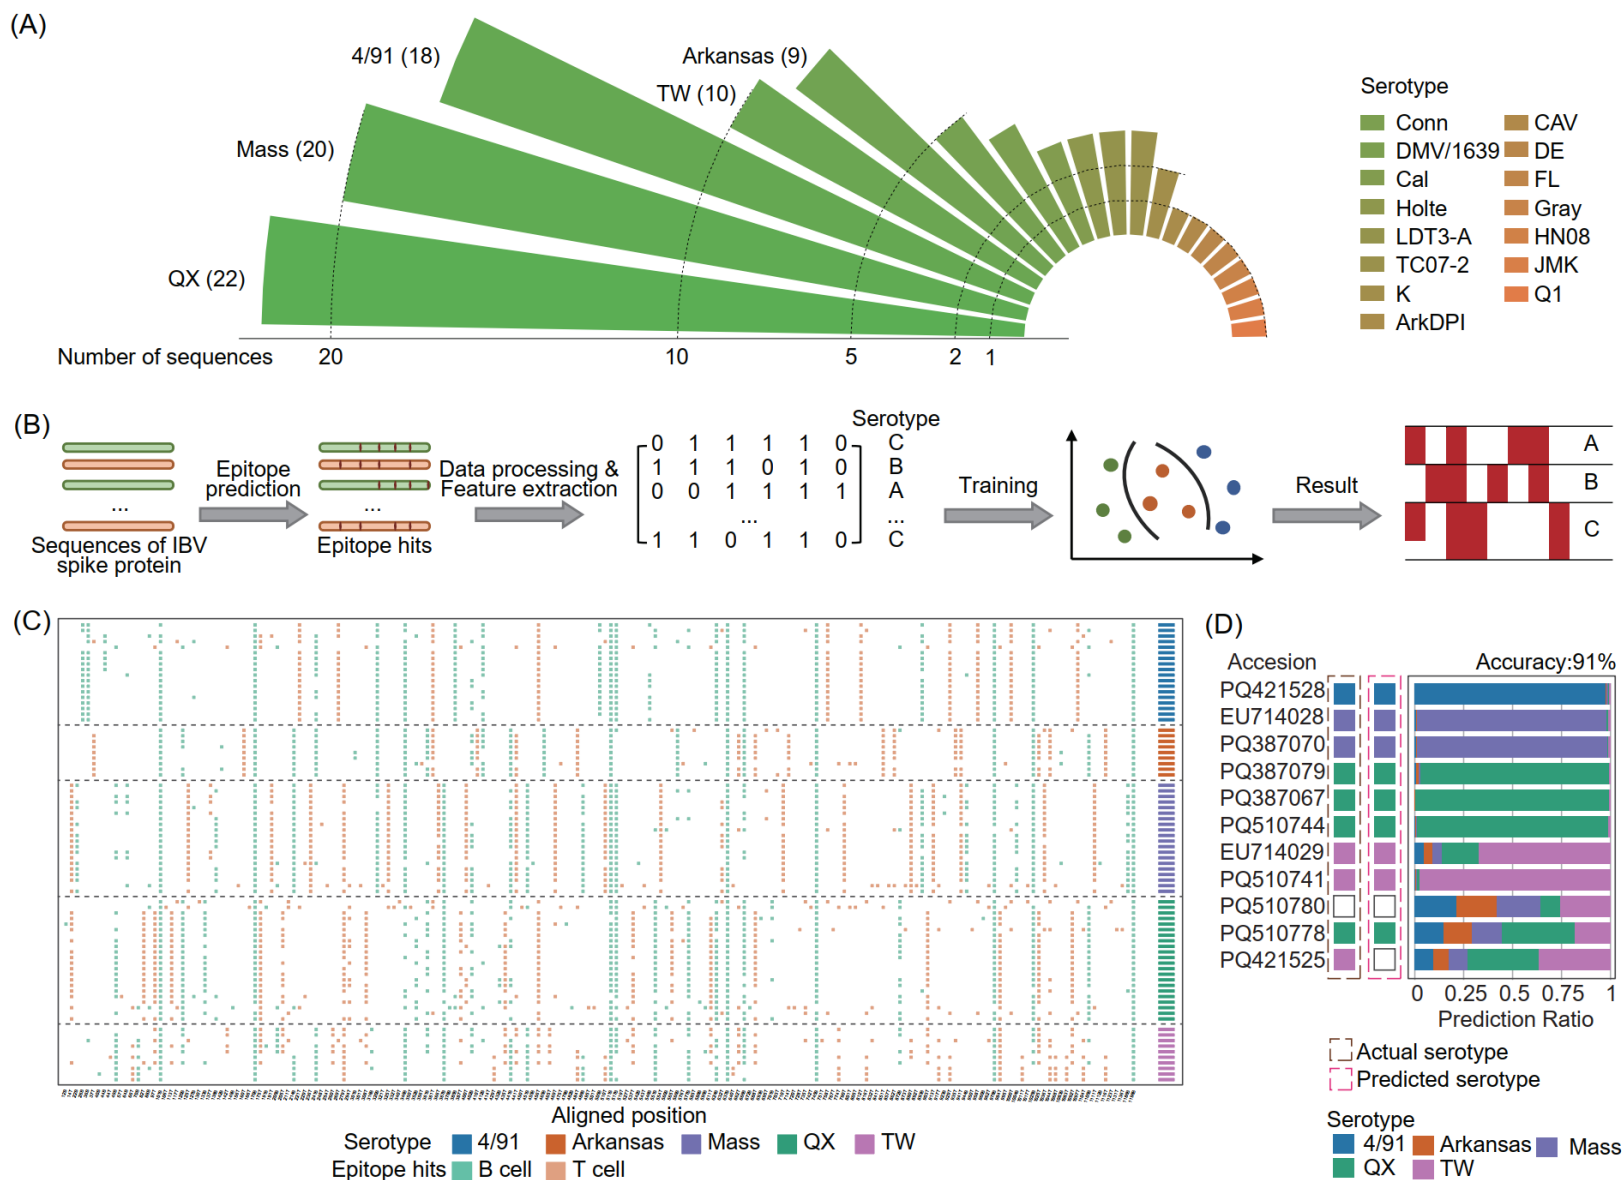 (A)
4/91 (18)
Arkansas (9)
TW (10)
Mass (20)
QX (22)
Number of sequences 20 10 5 2 1
Serotype
Conn CAV
DMV/1639 DE
Cal FL
Holte Gray
LDT3-A HN08
TC07-2 JMK
K Q1
ArkDPI
(B)
Sequences of IBV
spike protein
Epitope
prediction
...
Epitope hits
Data processing &
Feature extraction
Serotype
0 1 1 1 1 0 C
1 1 1 0 1 0 B
0 0 1 1 1 1 A
... ...
1 1 0 1 1 0 C
Training
Result
A
B
C
(C)
Aligned position
Serotype 4/91 Arkansas Mass QX TW
Epitope hits B cell T cell
(D)
Accesion Accuracy:91%
PQ421528
EU714028
PQ387070
PQ387079
PQ387067
PQ510744
EU714029
PQ510741
PQ510780
PQ510778
PQ421525
0 0.25 0.5 0.75 1
Prediction Ratio
Actual serotype
Predicted serotype
Serotype
4/91 Arkansas Mass
QX TW